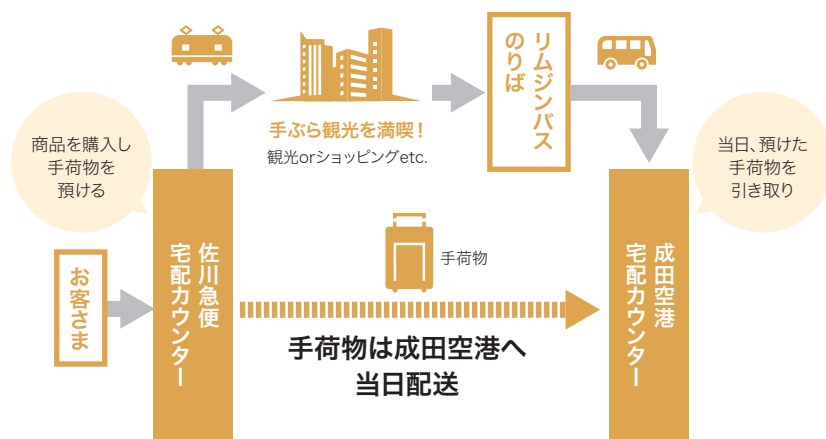 商品を購入し
手荷物を
預ける
お客さま
佐川急便
宅配カウンター
手ぶら観光を満喫！
観光orショッピングetc.
リムジンバス
のりば
手荷物
手荷物は成田空港へ
当日配送
当日、預けた
手荷物を
引き取り
成田空港
宅配カウンター